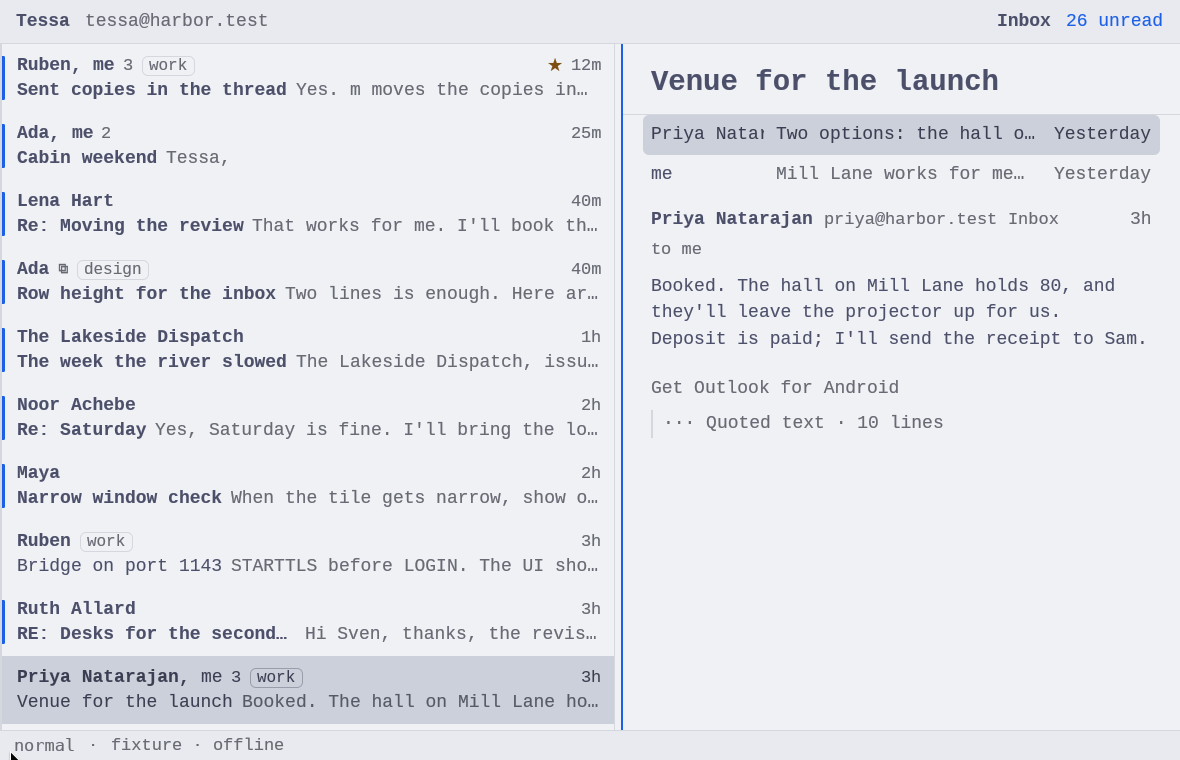 Tessa tessa@harbor.test Inbox 26 unread
Ruben, me 3 work ★ 12m
Sent copies in the thread Yes. m moves the copies in…
Ada, me 2 25m
Cabin weekend Tessa,
Lena Hart 40m
Re: Moving the review That works for me. I'll book th…
Ada ⧉ design 40m
Row height for the inbox Two lines is enough. Here ar…
The Lakeside Dispatch 1h
The week the river slowed The Lakeside Dispatch, issu…
Noor Achebe 2h
Re: Saturday Yes, Saturday is fine. I'll bring the lo…
Maya 2h
Narrow window check When the tile gets narrow, show o…
Ruben work 3h
Bridge on port 1143 STARTTLS before LOGIN. The UI sho…
Ruth Allard 3h
RE: Desks for the second… Hi Sven, thanks, the revis…
Priya Natarajan, me 3 work 3h
Venue for the launch Booked. The hall on Mill Lane ho…
Venue for the launch
Priya Natar Two options: the hall o… Yesterday
me Mill Lane works for me… Yesterday
Priya Natarajan priya@harbor.test Inbox 3h
to me
Booked. The hall on Mill Lane holds 80, and
they'll leave the projector up for us.
Deposit is paid; I'll send the receipt to Sam.
Get Outlook for Android
··· Quoted text · 10 lines
normal · fixture · offline